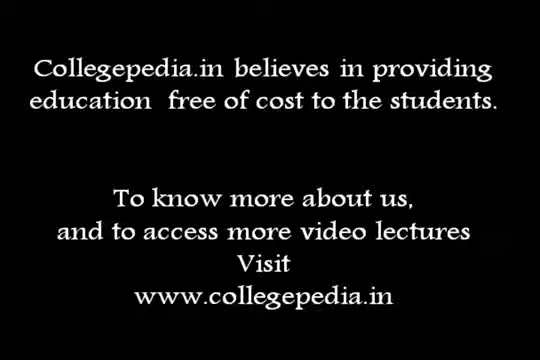 Collegepedia.in believes in providing
education free of cost to the students.
To know more about us,
and to access more video lectures
Visit
www.collegepedia.in